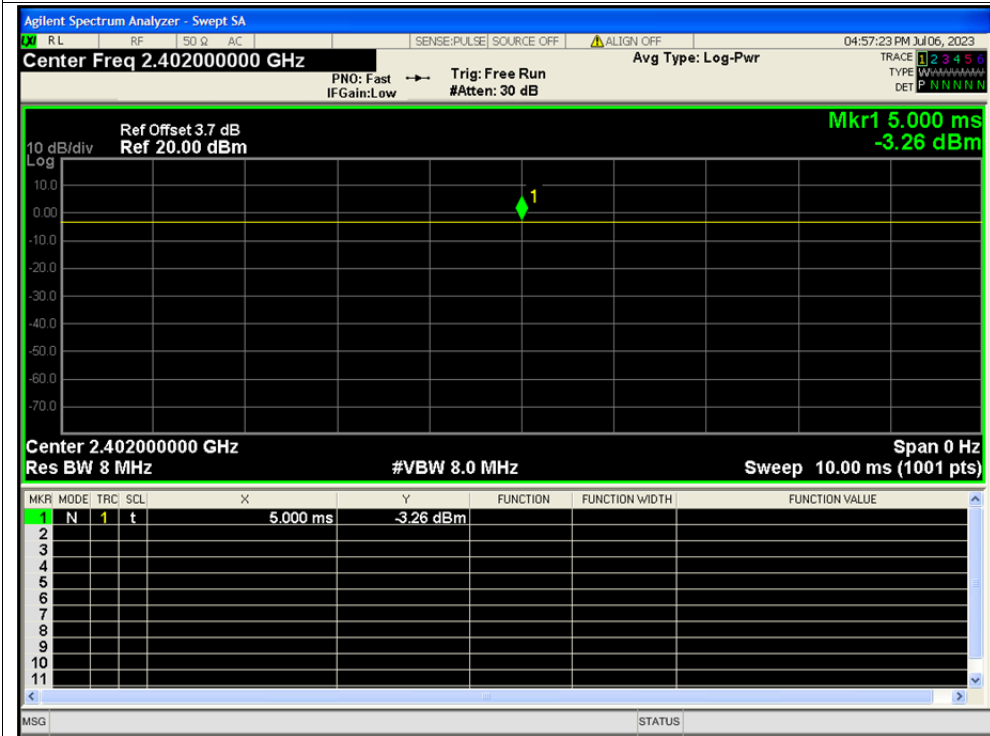 Agilent Spectrum Analyzer - Swept SA
LXI RL RF 50 Ω AC SENSE:PULSE SOURCE OFF ALIGN OFF 04:57:23 PM Jul 06, 2023
Center Freq 2.402000000 GHz
PNO: Fast
IFGain:Low
Trig: Free Run
#Atten: 30 dB
Avg Type: Log-Pwr
TRACE 1 2 3 4 5 6
TYPE WWWWWW
DET P N N N N N
Mkr1 5.000 ms
-3.26 dBm
Ref Offset 3.7 dB
10 dB/div Ref 20.00 dBm
Log
10.0
1
0.00
-10.0
-20.0
-30.0
-40.0
-50.0
-60.0
-70.0
Center 2.402000000 GHz Span 0 Hz
Res BW 8 MHz #VBW 8.0 MHz Sweep 10.00 ms (1001 pts)
MKR MODE TRC SCL X Y FUNCTION FUNCTION WIDTH FUNCTION VALUE
1 N 1 t 5.000 ms -3.26 dBm
2
3
4
5
6
7
8
9
10
11
MSG STATUS